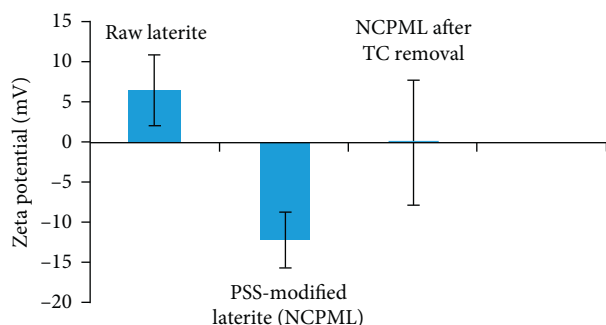 15
10
5
0
−5
−10
−15
−20
Zeta potential (mV)
Raw laterite
NCPML after
TC removal
PSS-modified
laterite (NCPML)